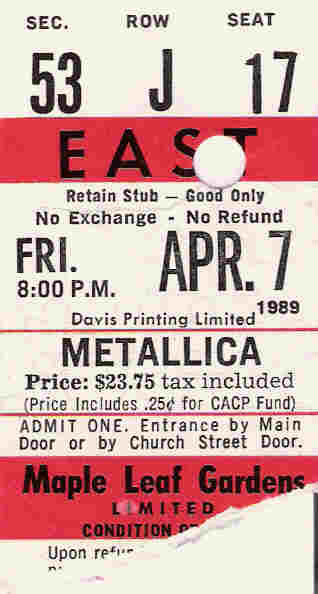 SEC. ROW SEAT
53 J 17
EAST
Retain Stub — Good Only
No Exchange - No Refund
FRI. APR. 7
8:00 P.M.
1989
Davis Printing Limited
METALLICA
Price: $23.75 tax included
(Price Includes .25¢ for CACP Fund)
ADMIT ONE. Entrance by Main
Door or by Church Street Door.
Maple Leaf Gardens
LIMITED
CONDITION
Upon